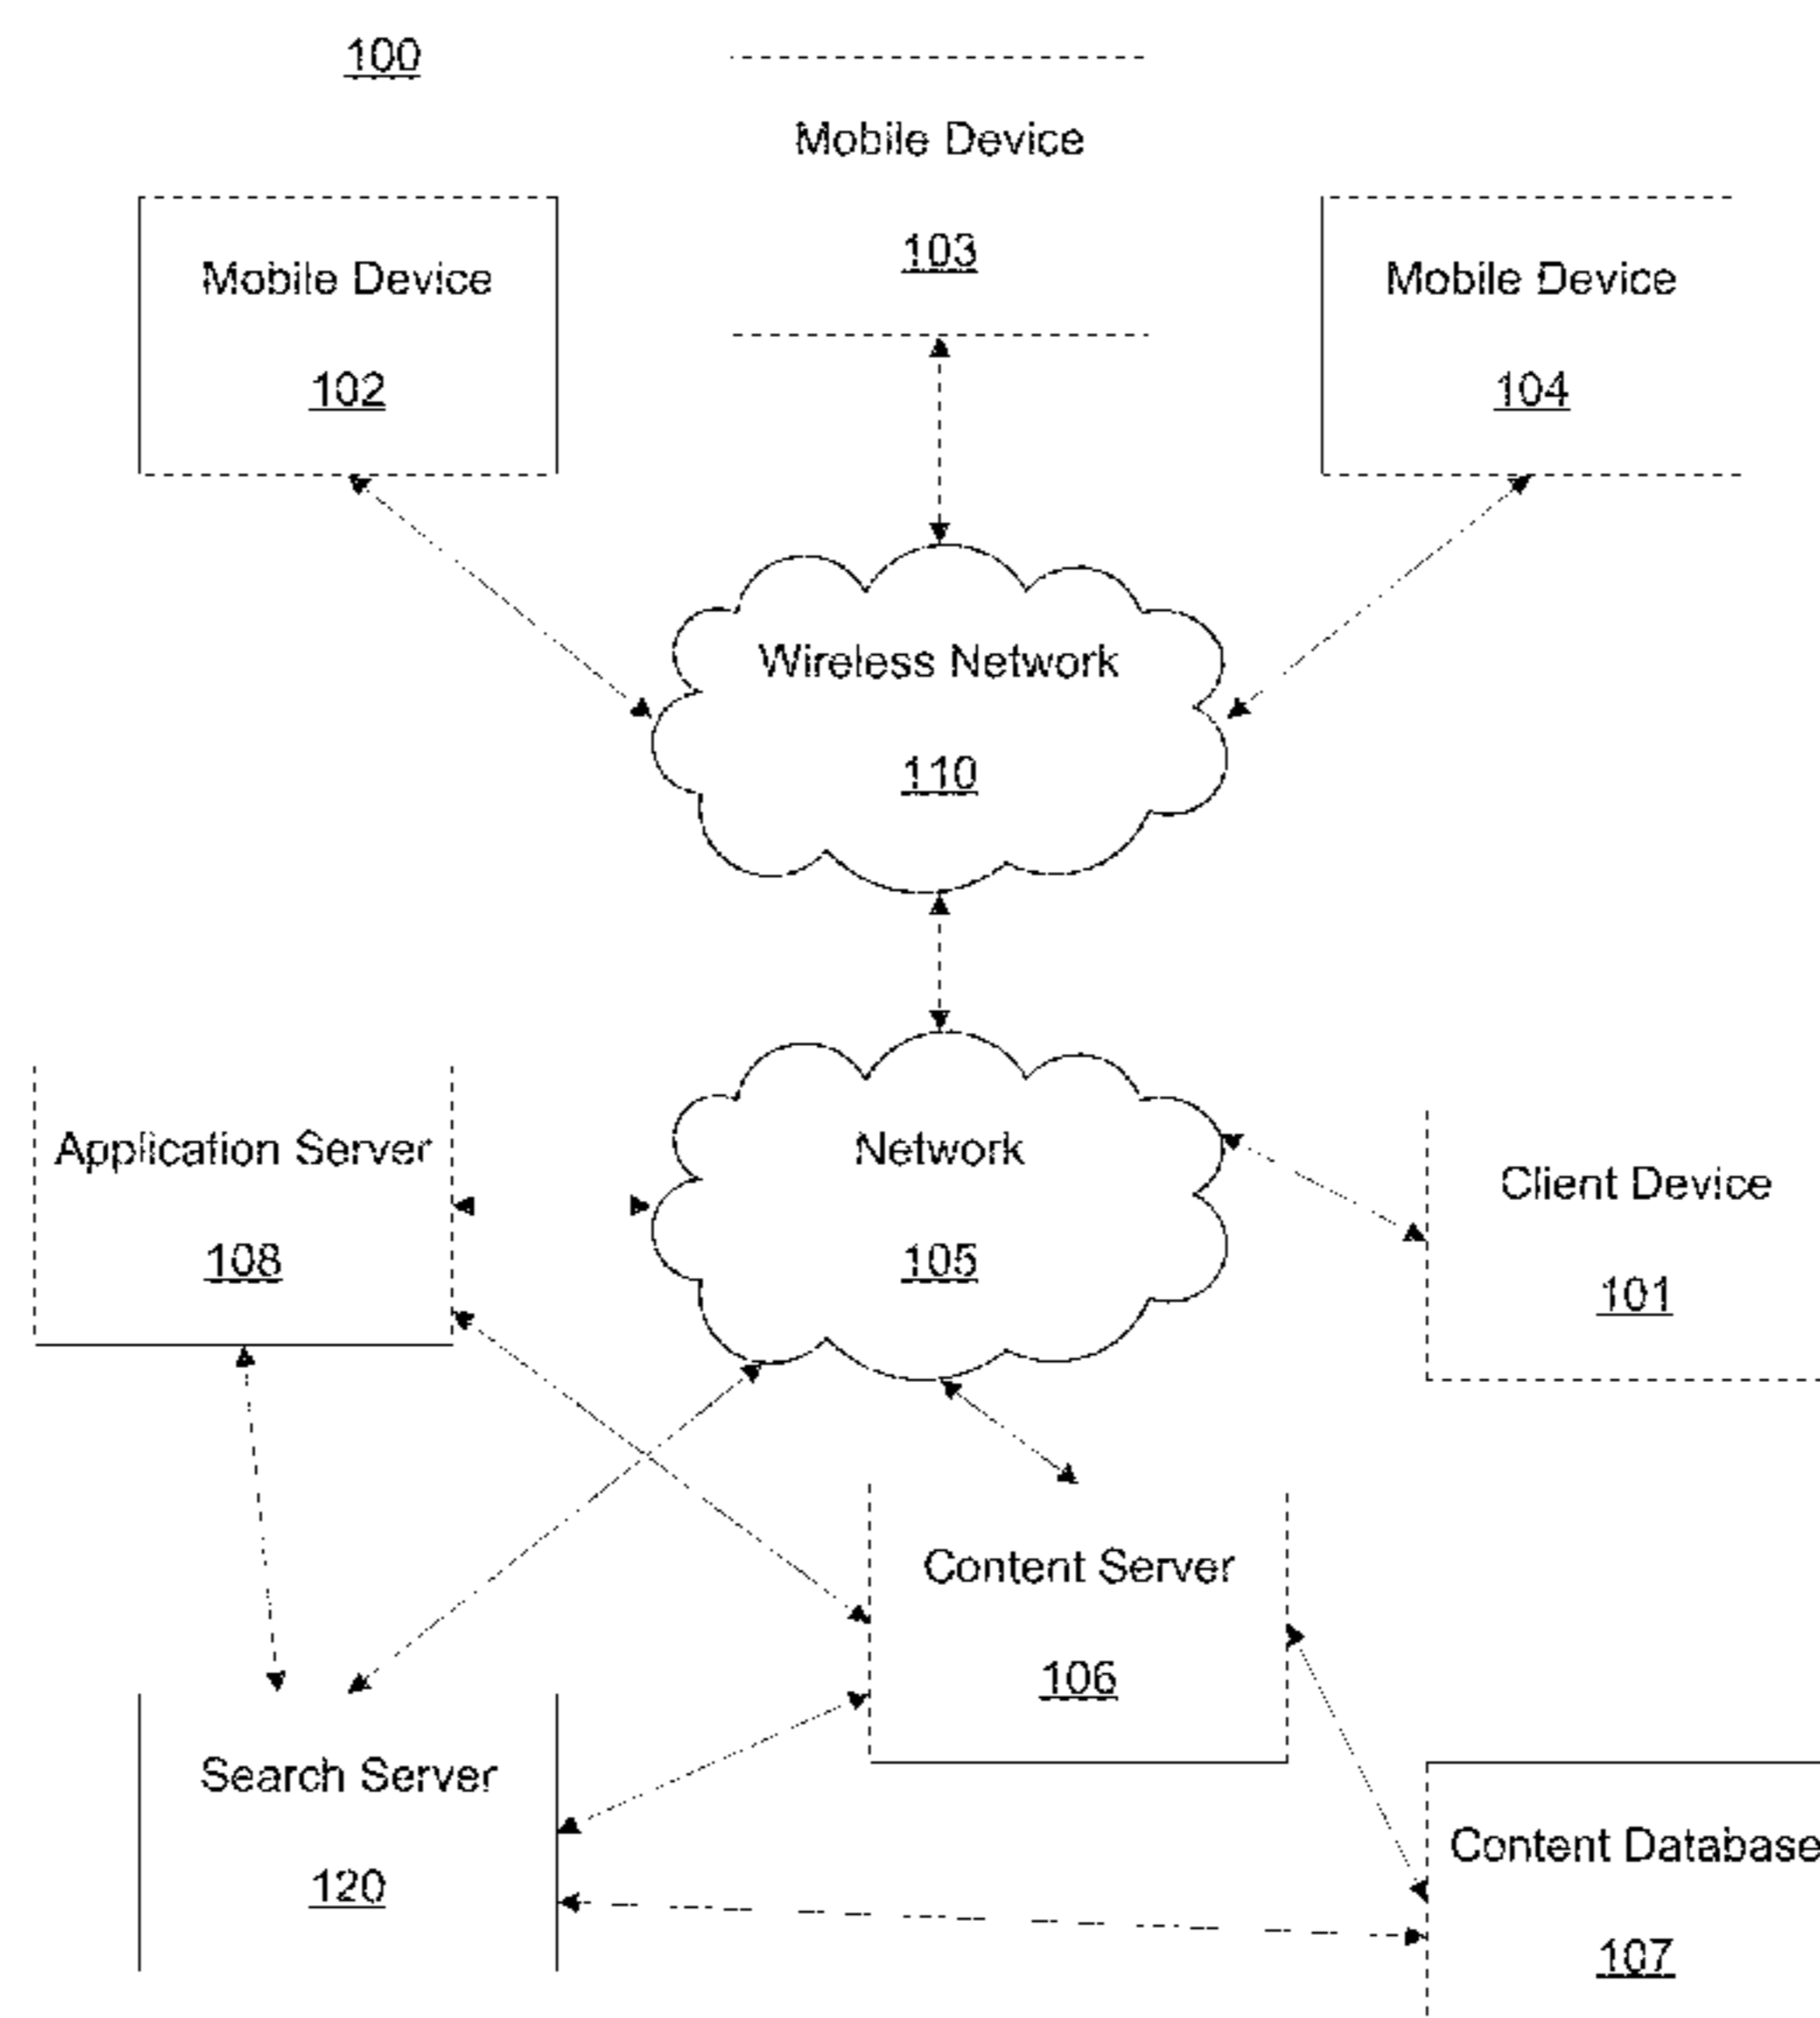 100
Mobile Device
103
Mobile Device
102
Mobile Device
104
Wireless Network
110
Application Server
108
Network
105
Client Device
101
Content Server
106
Search Server
120
Content Database
107